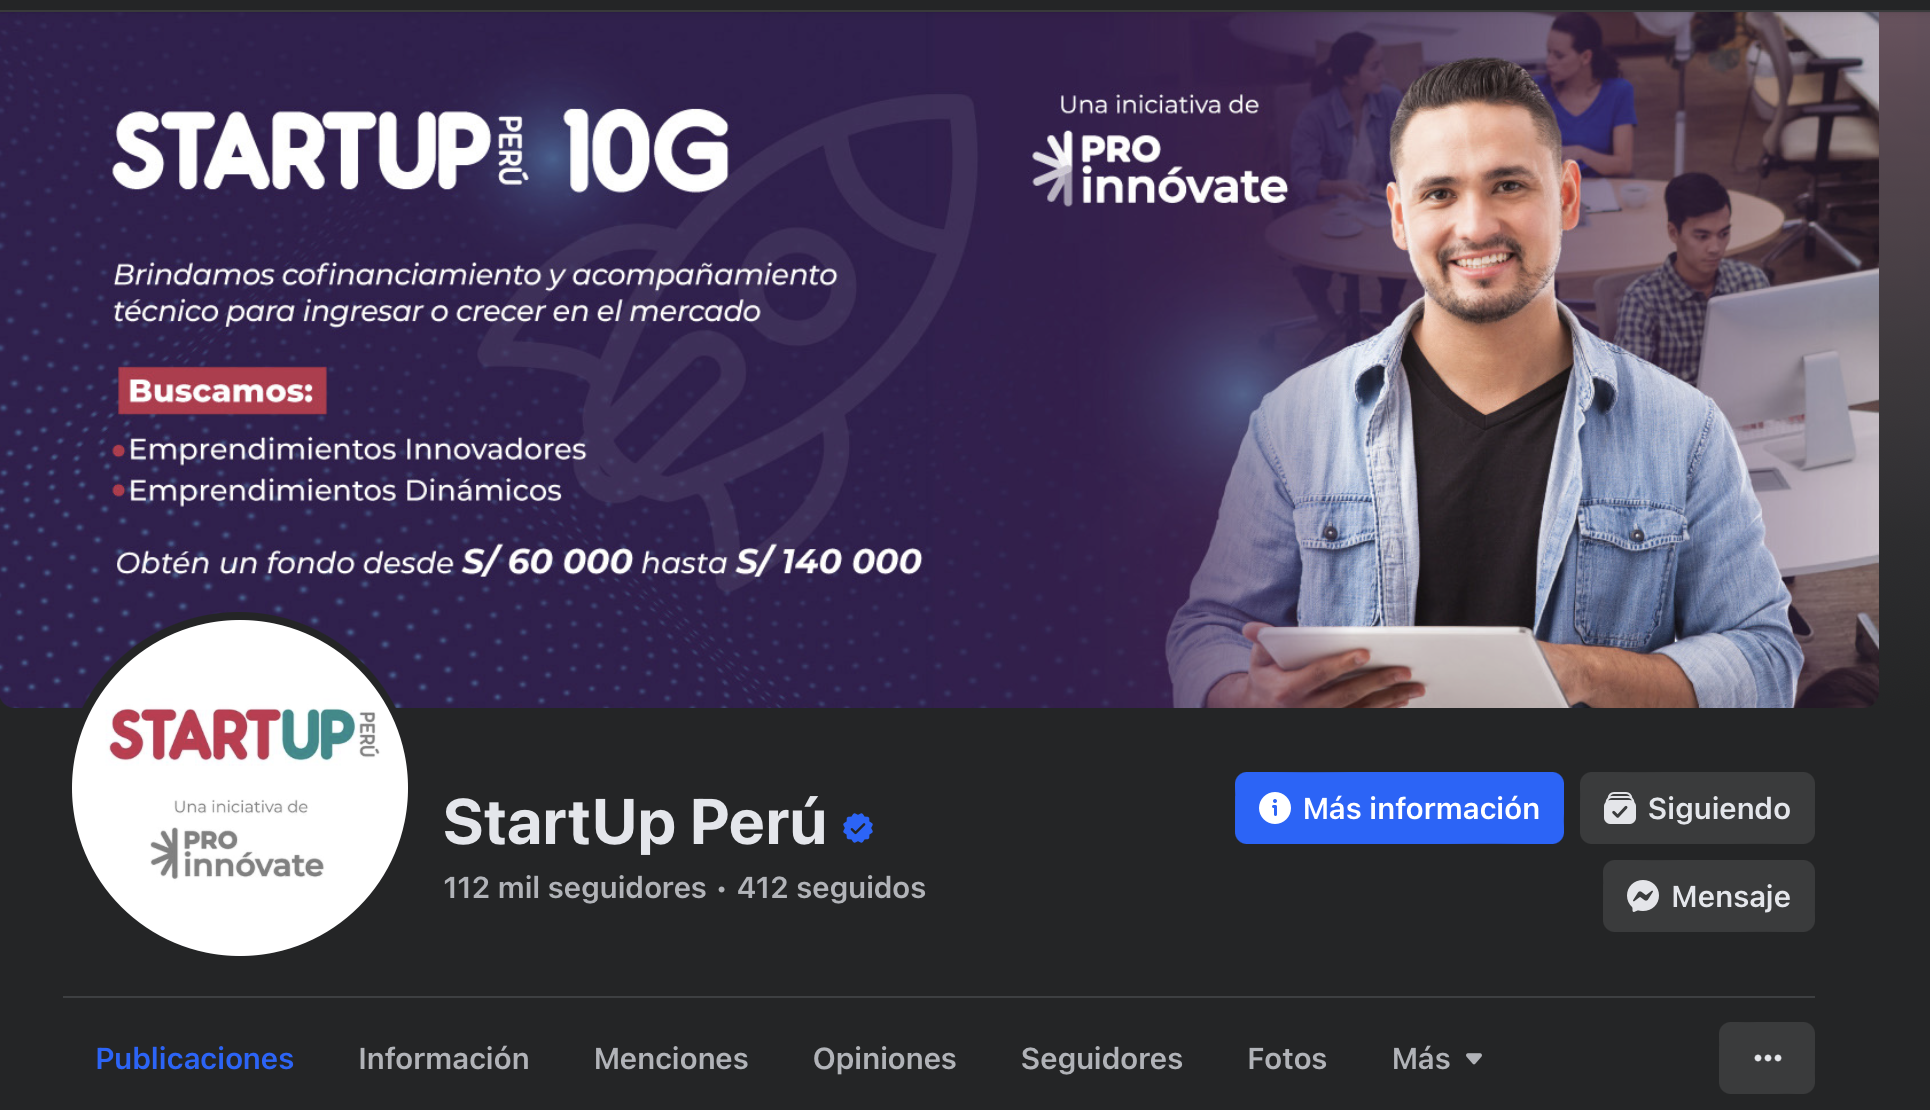 STARTUP PERÚ 10G
Una iniciativa de
PRO
innóvate
Brindamos cofinanciamiento y acompañamiento
técnico para ingresar o crecer en el mercado
Buscamos:
Emprendimientos Innovadores
Emprendimientos Dinámicos
Obtén un fondo desde S/ 60 000 hasta S/ 140 000
STARTUP PERÚ
Una iniciativa de
PRO
innóvate
StartUp Perú
112 mil seguidores • 412 seguidos
Más información
Siguiendo
Mensaje
Publicaciones Información Menciones Opiniones Seguidores Fotos Más